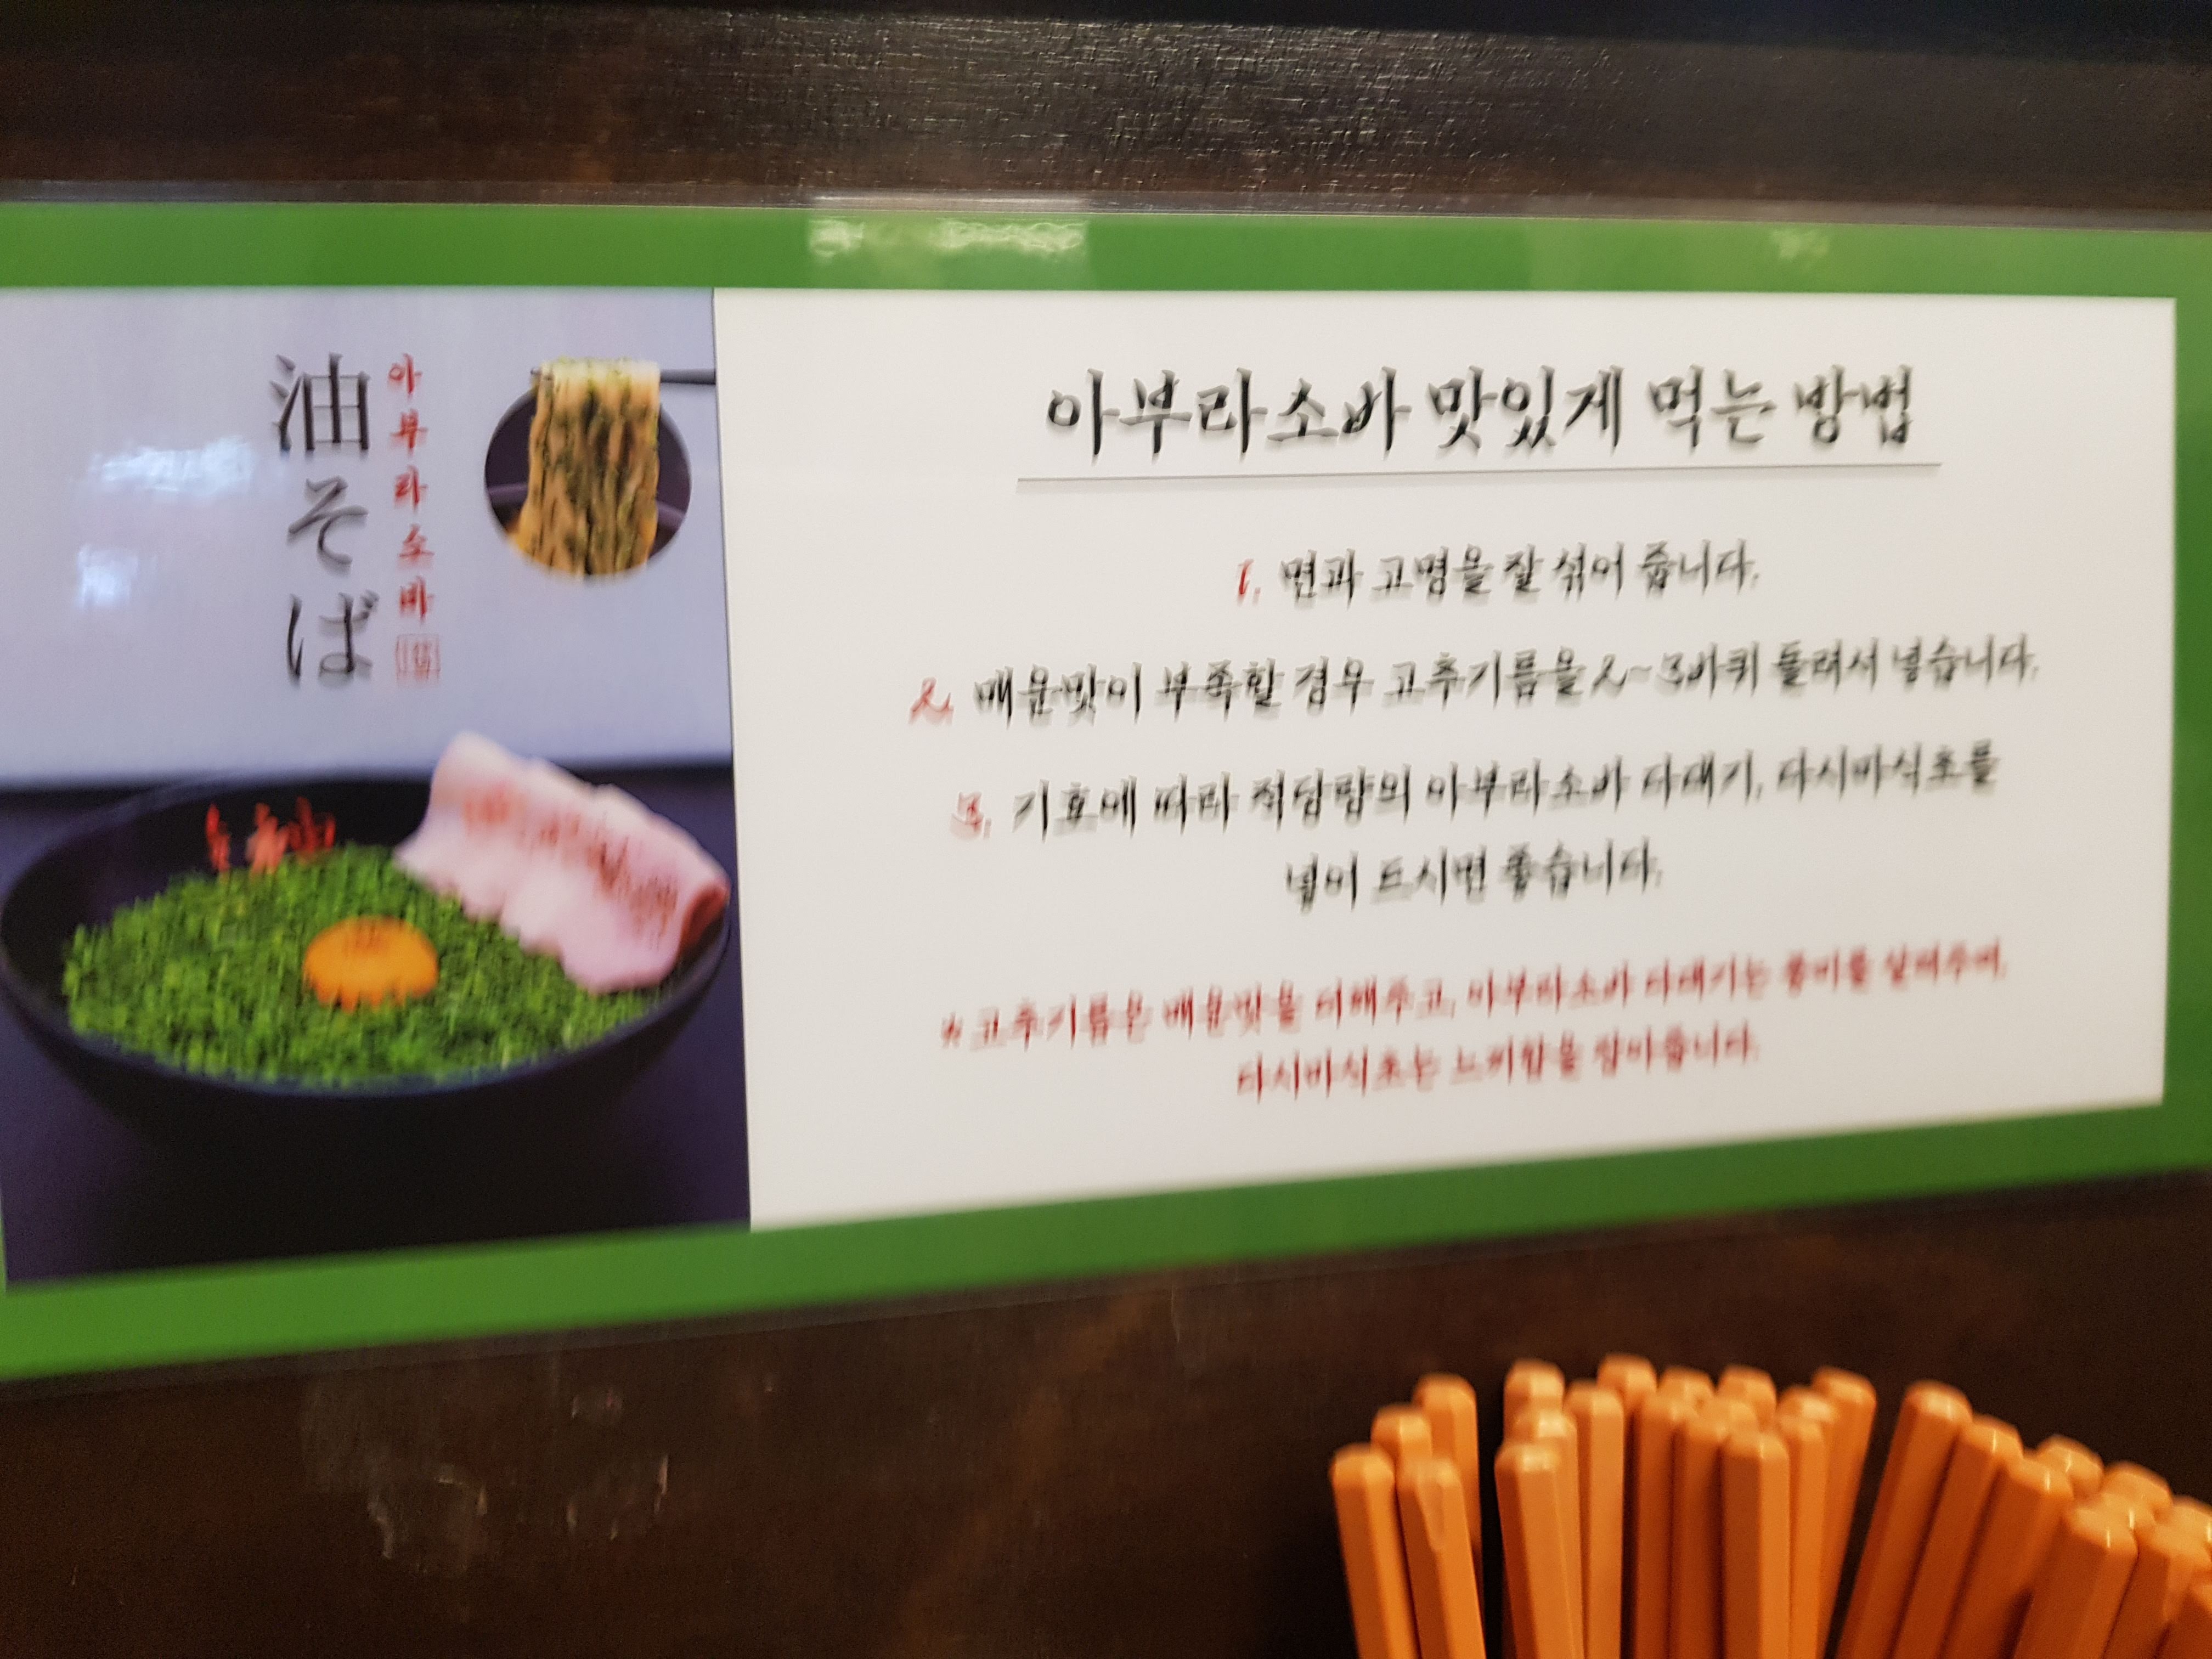 油そば
아부라소바
아부라소바 맛있게 먹는 방법
1. 면과 고명을 잘 섞어 줍니다.
2. 매운맛이 부족할 경우 고추기름을 2~3바퀴 둘려서 넣습니다.
3. 기호에 따라 적당량의 아부라소바 다대기, 다시마식초를
넣어 드시면 좋습니다.
* 고추기름은 매운맛을 더해주고, 아부라소바 다대기는 풍미를 살려주며,
다시마식초는 느끼함을 잡아줍니다.